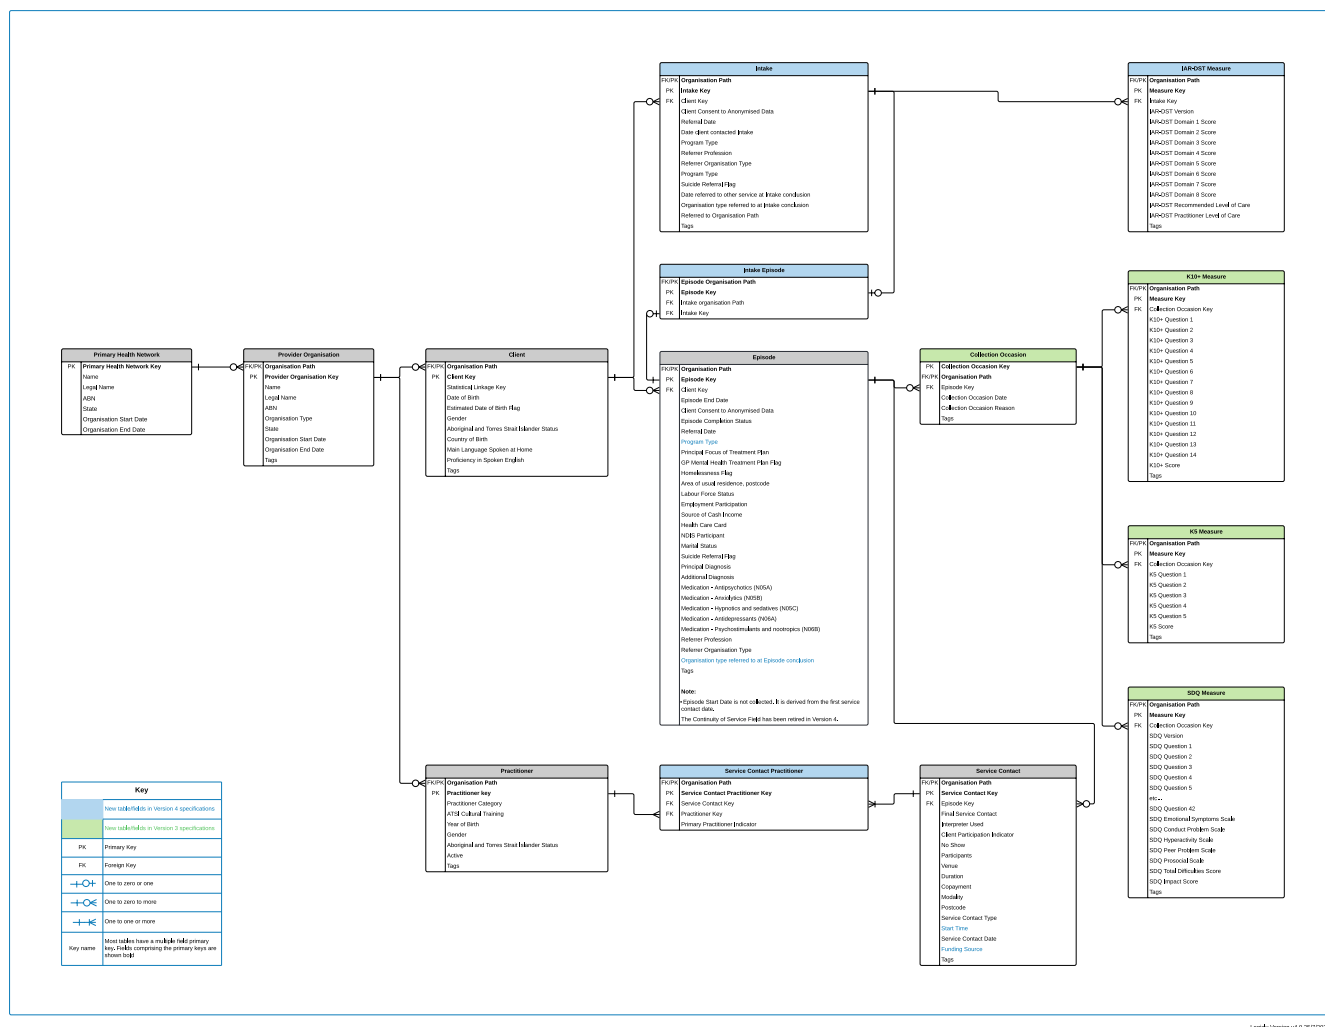 Intake
FK/PK Organisation Path
PK Intake Key
FK Client Key
Client Consent to Anonymised Data
Referral Date
Date client contacted Intake
Program Type
Referrer Profession
Referrer Organisation Type
Program Type
Suicide Referral Flag
Date referred to other service at Intake conclusion
Organisation type referred to at Intake conclusion
Referred to Organisation Path
Tags
IAR-DST Measure
FK/PK Organisation Path
PK Measure Key
FK Intake Key
IAR-DST Version
IAR-DST Domain 1 Score
IAR-DST Domain 2 Score
IAR-DST Domain 3 Score
IAR-DST Domain 4 Score
IAR-DST Domain 5 Score
IAR-DST Domain 6 Score
IAR-DST Domain 7 Score
IAR-DST Domain 8 Score
IAR-DST Recommended Level of Care
IAR-DST Practitioner Level of Care
Tags
Intake Episode
FK/PK Episode Organisation Path
PK Episode Key
FK Intake organisation Path
FK Intake Key
K10+ Measure
FK/PK Organisation Path
PK Measure Key
FK Collection Occasion Key
K10+ Question 1
K10+ Question 2
K10+ Question 3
K10+ Question 4
K10+ Question 5
K10+ Question 6
K10+ Question 7
K10+ Question 8
K10+ Question 9
K10+ Question 10
K10+ Question 11
K10+ Question 12
K10+ Question 13
K10+ Question 14
K10+ Score
Tags
Primary Health Network
PK Primary Health Network Key
Name
Legal Name
ABN
State
Organisation Start Date
Organisation End Date
Provider Organisation
FK/PK Organisation Path
PK Provider Organisation Key
Name
Legal Name
ABN
Organisation Type
State
Organisation Start Date
Organisation End Date
Tags
Client
FK/PK Organisation Path
PK Client Key
Statistical Linkage Key
Date of Birth
Estimated Date of Birth Flag
Gender
Aboriginal and Torres Strait Islander Status
Country of Birth
Main Language Spoken at Home
Proficiency in Spoken English
Tags
Episode
FK/PK Organisation Path
PK Episode Key
FK Client Key
Episode End Date
Client Consent to Anonymised Data
Episode Completion Status
Referral Date
Program Type
Principal Focus of Treatment Plan
GP Mental Health Treatment Plan Flag
Homelessness Flag
Area of usual residence, postcode
Labour Force Status
Employment Participation
Source of Cash Income
Health Care Card
NDIS Participant
Marital Status
Suicide Referral Flag
Principal Diagnosis
Additional Diagnosis
Medication - Antipsychotics (N05A)
Medication - Anxiolytics (N05B)
Medication - Hypnotics and sedatives (N05C)
Medication - Antidepressants (N06A)
Medication - Psychostimulants and nootropics (N06B)
Referrer Profession
Referrer Organisation Type
Organisation type referred to at Episode conclusion
Tags
Note:
• Episode Start Date is not collected. It is derived from the first service
contact date.
The Continuity of Service Field has been retired in Version 4.
Collection Occasion
PK Collection Occasion Key
FK/PK Organisation Path
FK Episode Key
Collection Occasion Date
Collection Occasion Reason
Tags
K5 Measure
FK/PK Organisation Path
PK Measure Key
FK Collection Occasion Key
K5 Question 1
K5 Question 2
K5 Question 3
K5 Question 4
K5 Question 5
K5 Score
Tags
SDQ Measure
FK/PK Organisation Path
PK Measure Key
FK Collection Occasion Key
SDQ Version
SDQ Question 1
SDQ Question 2
SDQ Question 3
SDQ Question 4
SDQ Question 5
etc...
SDQ Question 42
SDQ Emotional Symptoms Scale
SDQ Conduct Problem Scale
SDQ Hyperactivity Scale
SDQ Peer Problem Scale
SDQ Prosocial Scale
SDQ Total Difficulties Score
SDQ Impact Score
Tags
Practitioner
FK/PK Organisation Path
PK Practitioner key
Practitioner Category
ATSI Cultural Training
Year of Birth
Gender
Aboriginal and Torres Strait Islander Status
Active
Tags
Service Contact Practitioner
FK/PK Organisation Path
PK Service Contact Practitioner Key
FK Service Contact Key
FK Practitioner Key
Primary Practitioner Indicator
Service Contact
FK/PK Organisation Path
PK Service Contact Key
FK Episode Key
Final Service Contact
Interpreter Used
Client Participation Indicator
No Show
Participants
Venue
Duration
Copayment
Modality
Postcode
Service Contact Type
Start Time
Service Contact Date
Funding Source
Tags
Key
New table/fields in Version 4 specifications
New table/fields in Version 3 specifications
PK Primary Key
FK Foreign Key
One to zero or one
One to zero to more
One to one or more
Key name
Most tables have a multiple field primary
key. Fields comprising the primary keys are
shown bold